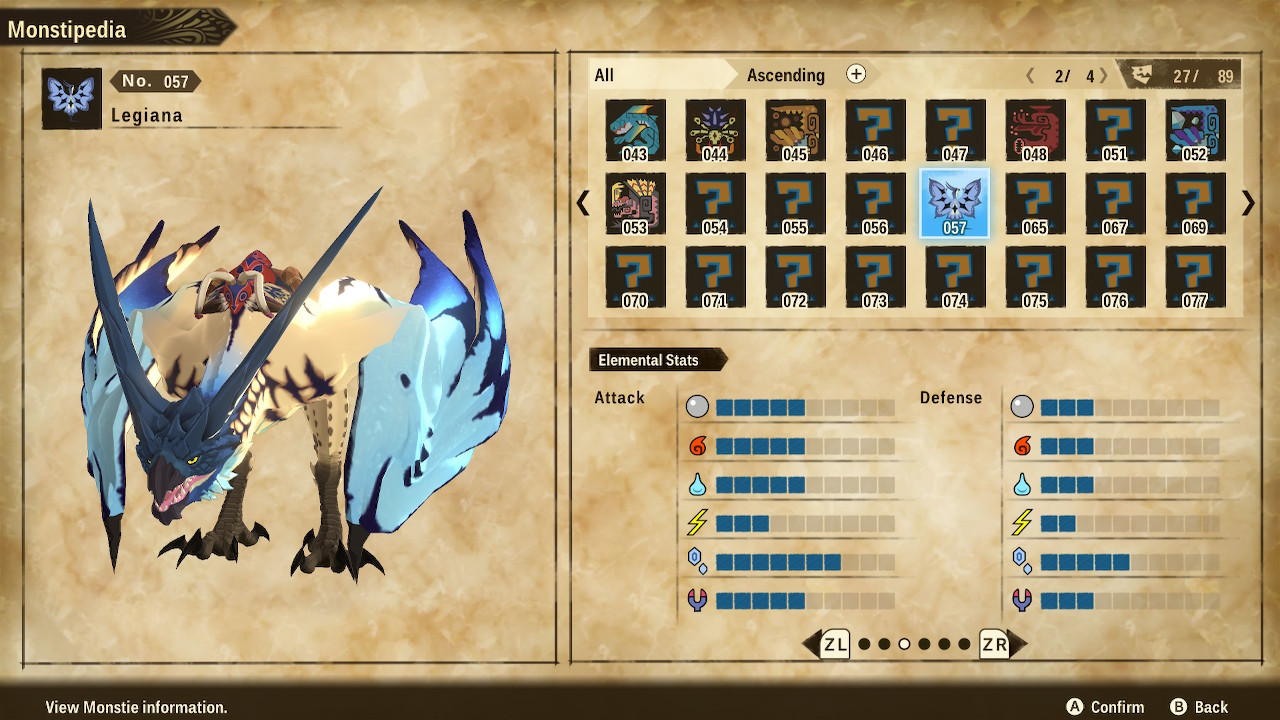 Monstipedia
No. 057
Legiana
All
Ascending
2/ 4
27/ 89
043 044 045 046 047 048 051 052
053 054 055 056 057 065 067 069
070 071 072 073 074 075 076 077
Elemental Stats
Attack
Defense
ZL
ZR
View Monstie information.
A Confirm
B Back